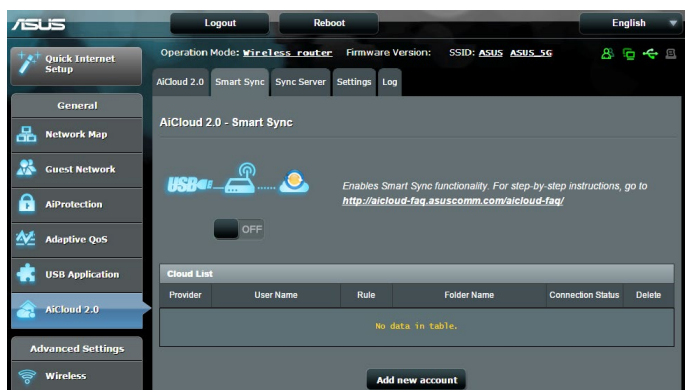 ASUS
Logout
Reboot
English
Quick Internet Setup
Operation Mode: Wireless router Firmware Version: SSID: ASUS ASUS_5G
AiCloud 2.0
Smart Sync
Sync Server
Settings
Log
General
Network Map
Guest Network
AiProtection
Adaptive QoS
USB Application
AiCloud 2.0
Advanced Settings
Wireless
AiCloud 2.0 - Smart Sync
USB
Enables Smart Sync functionality. For step-by-step instructions, go to
http://aicloud-faq.asuscomm.com/aicloud-faq/
OFF
Cloud List
Provider User Name Rule Folder Name Connection Status Delete
No data in table.
Add new account